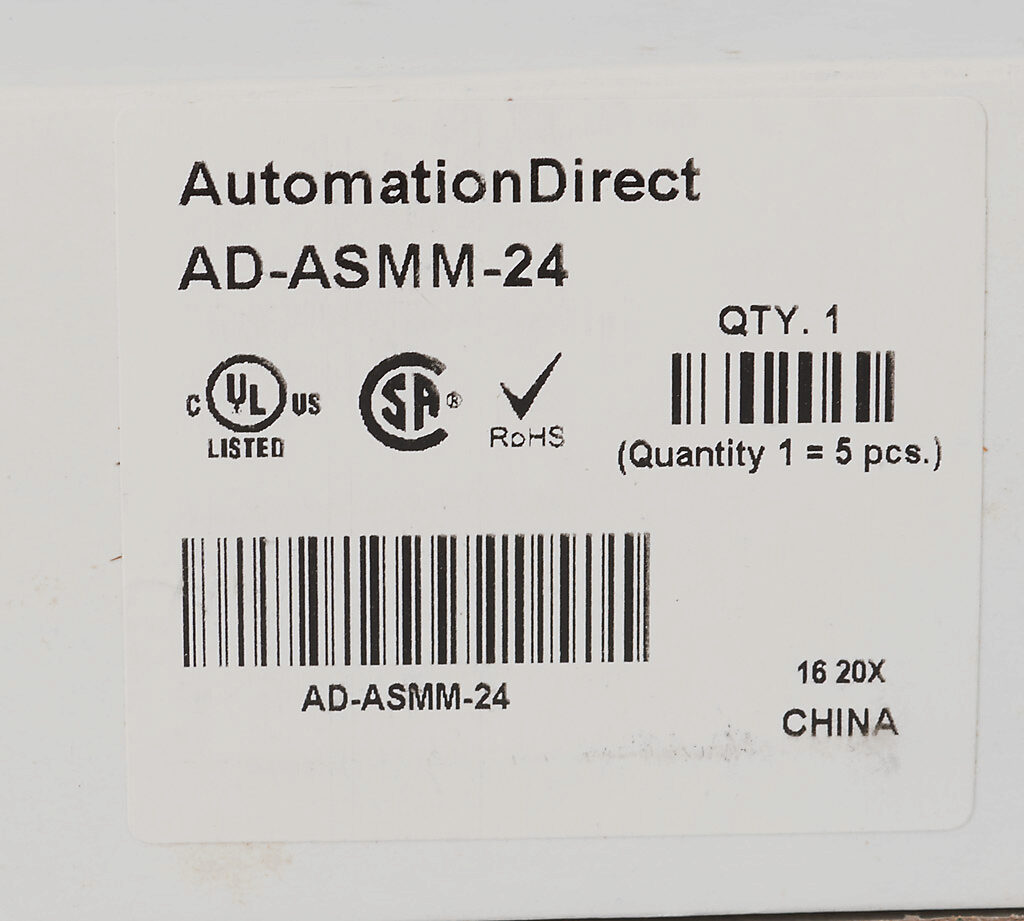 AutomationDirect
AD-ASMM-24
QTY. 1
C UL US
LISTED
SA ®
RoHS
(Quantity 1 = 5 pcs.)
AD-ASMM-24
16 20X
CHINA